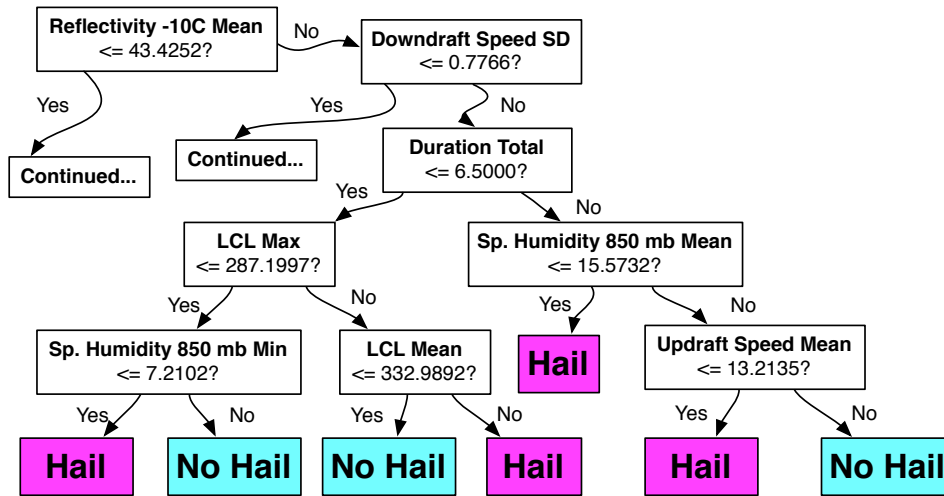 Reflectivity -10C Mean
<= 43.4252?
No
Downdraft Speed SD
<= 0.7766?
Yes
Yes
No
Continued...
Continued...
Duration Total
<= 6.5000?
Yes
No
LCL Max
<= 287.1997?
Sp. Humidity 850 mb Mean
<= 15.5732?
Yes
No
Yes
No
Sp. Humidity 850 mb Min
<= 7.2102?
LCL Mean
<= 332.9892?
Hail
Updraft Speed Mean
<= 13.2135?
Yes
No
Yes
No
Yes
No
Hail
No Hail
No Hail
Hail
Hail
No Hail